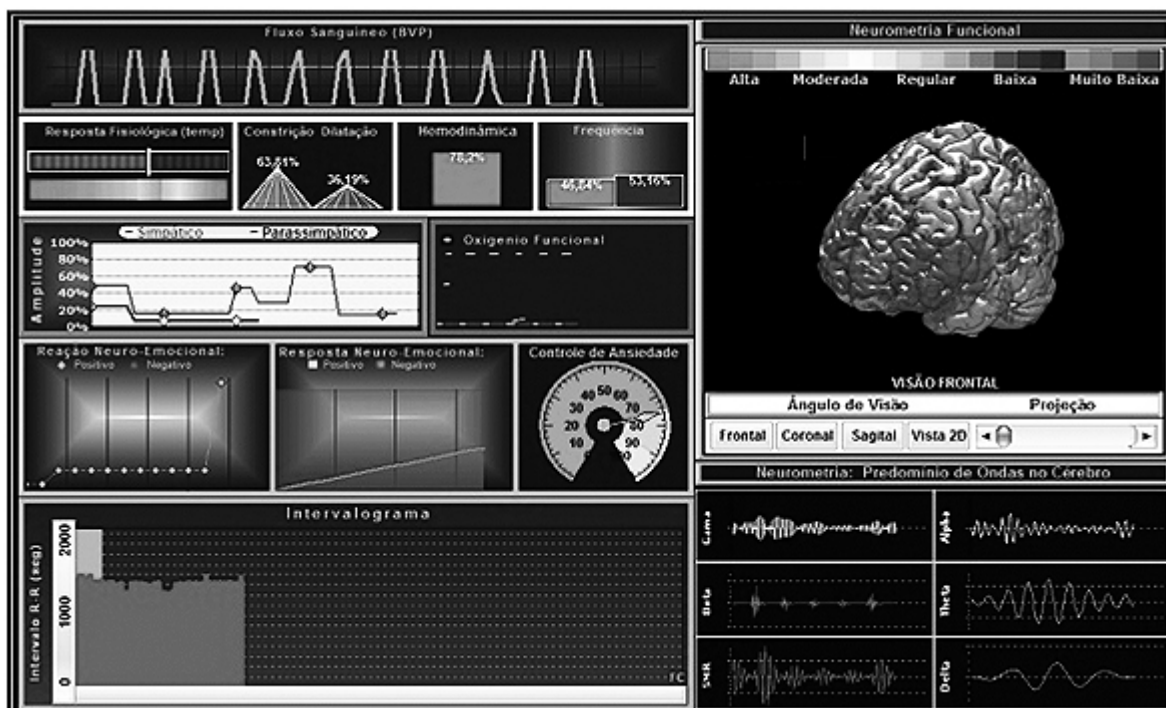 Fluxo Sanguineo (BVP)
Resposta Fisiológica (temp)
Constrição Dilatação
63,81%
36,19%
Hemodinâmica
78,2%
Frequência
46,84%
53,16%
Amplitude
Simpático
Parassimpático
100%
80%
60%
40%
20%
0%
Oxigenio Funcional
Reação Neuro-Emocional:
Positivo
Negativo
Resposta Neuro-Emocional:
Positivo
Negativo
Controle de Ansiedade
0
10
20
30
40
50
60
70
80
90
Intervalograma
Intervalo R-R (seg)
2000
1000
0
FC
Neurometria Funcional
Alta
Moderada
Regular
Baixa
Muito Baixa
VISÃO FRONTAL
Ângulo de Visão
Projeção
Frontal
Coronal
Sagital
Vista 2D
Neurometria: Predomínio de Ondas no Cérebro
Gama
Alpha
Beta
Theta
SMR
Delta